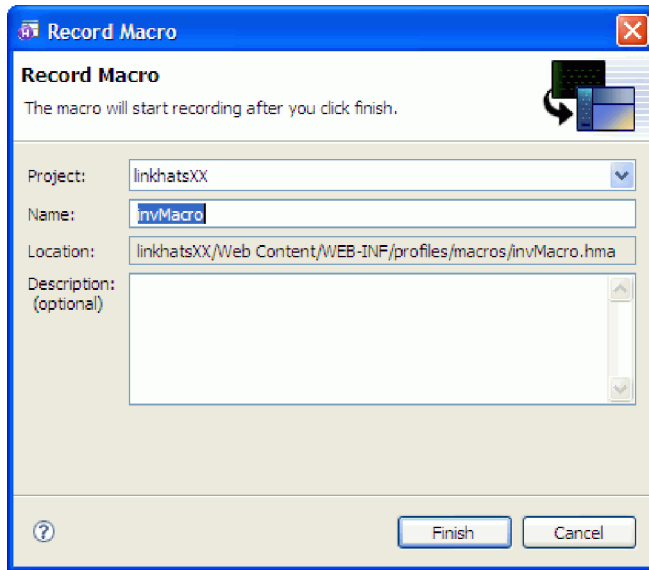 Record Macro
Record Macro
The macro will start recording after you click finish.
Project: linkhatsXX
Name: invMacro
Location: linkhatsXX/Web Content/WEB-INF/profiles/macros/invMacro.hma
Description:
(optional)
?
Finish Cancel